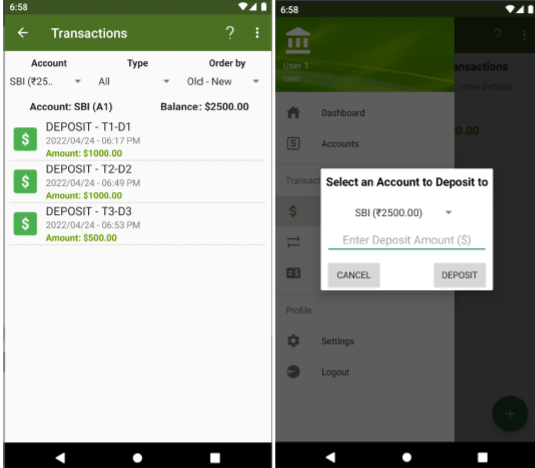 6:58
Transactions
?
Account Type Order by
SBI (₹25.. All Old - New
Account: SBI (A1) Balance: $2500.00
$
DEPOSIT - T1-D1
2022/04/24 - 06:17 PM
Amount: $1000.00
$
DEPOSIT - T2-D2
2022/04/24 - 06:49 PM
Amount: $1000.00
$
DEPOSIT - T3-D3
2022/04/24 - 06:53 PM
Amount: $500.00
6:58
?
User 1
user
ansactions
view details
Dashboard
0.00
$ Accounts
Transact
Select an Account to Deposit to
$
SBI (₹2500.00)
Enter Deposit Amount ($)
CANCEL DEPOSIT
Profile
Settings
Logout
+